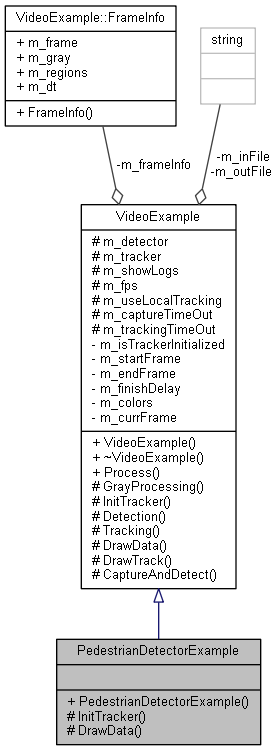 VideoExample::FrameInfo
+ m_frame
+ m_gray
+ m_regions
+ m_dt
+ FrameInfo()
string
-m_frameInfo
-m_inFile
-m_outFile
VideoExample
# m_detector
# m_tracker
# m_showLogs
# m_fps
# m_useLocalTracking
# m_captureTimeOut
# m_trackingTimeOut
- m_isTrackerInitialized
- m_startFrame
- m_endFrame
- m_finishDelay
- m_colors
- m_currFrame
+ VideoExample()
+ ~VideoExample()
+ Process()
# GrayProcessing()
# InitTracker()
# Detection()
# Tracking()
# DrawData()
# DrawTrack()
# CaptureAndDetect()
PedestrianDetectorExample
+ PedestrianDetectorExample()
# InitTracker()
# DrawData()